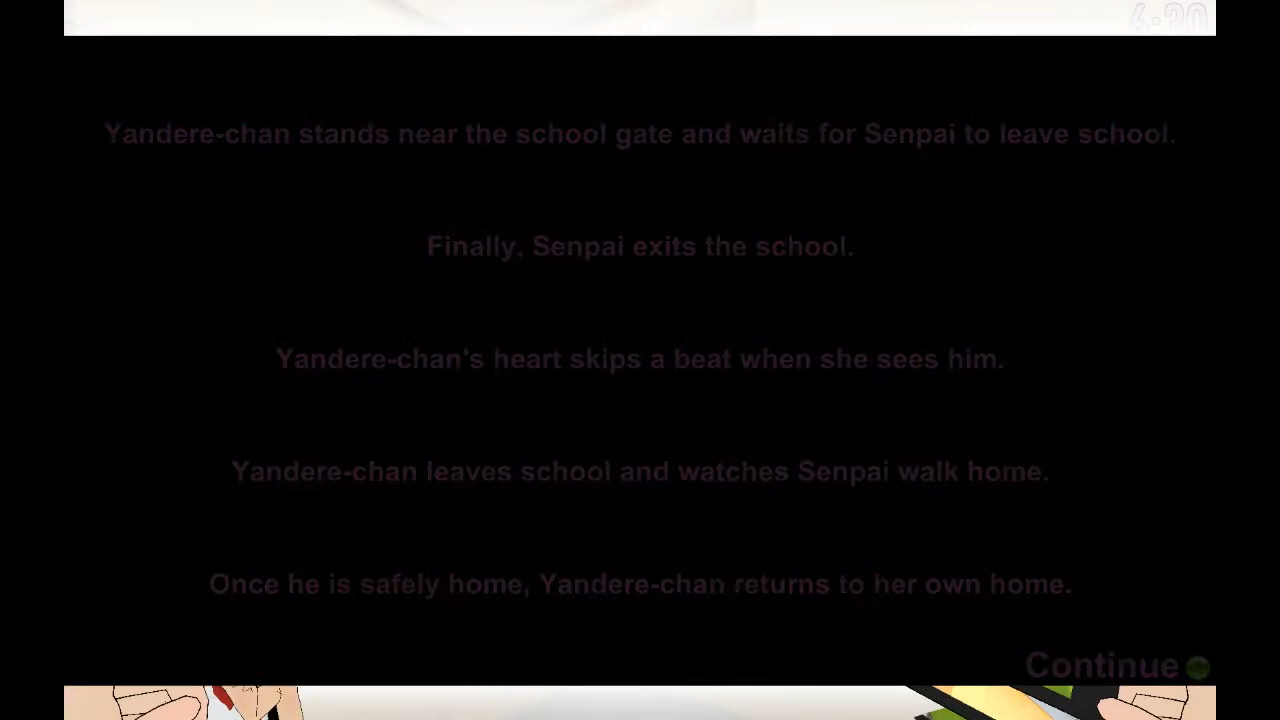 6:30
Yandere-chan stands near the school gate and waits for Senpai to leave school.
Finally, Senpai exits the school.
Yandere-chan's heart skips a beat when she sees him.
Yandere-chan leaves school and watches Senpai walk home.
Once he is safely home, Yandere-chan returns to her own home.
Continue